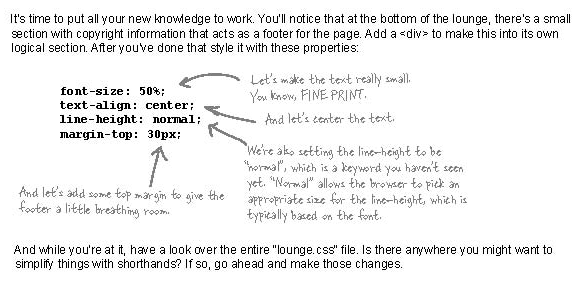 It's time to put all your new knowledge to work. You'll notice that at the bottom of the lounge, there's a small
section with copyright information that acts as a footer for the page. Add a <div> to make this into its own
logical section. After you've done that style it with these properties:
font-size: 50%;
text-align: center;
line-height: normal;
margin-top: 30px;
Let's make the text really small.
You know, FINE PRINT.
And let's center the text.
We're also setting the line-height to be
"normal", which is a keyword you haven't seen
yet. "Normal" allows the browser to pick an
appropriate size for the line-height, which is
typically based on the font.
And let's add some top margin to give the
footer a little breathing room.
And while you're at it, have a look over the entire "lounge.css" file. Is there anywhere you might want to
simplify things with shorthands? If so, go ahead and make those changes.